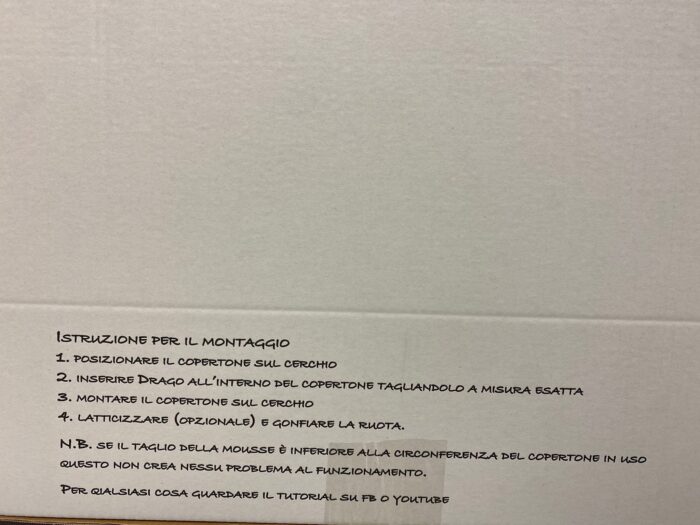 Istruzione per il montaggio
1. posizionare il copertone sul cerchio
2. inserire Drago all'interno del copertone tagliandolo a misura esatta
3. montare il copertone sul cerchio
4. latticizzare (opzionale) e gonfiare la ruota.
N.B. se il taglio della mousse è inferiore alla circonferenza del copertone in uso
questo non crea nessu problema al funzionamento.
Per qialsiasi cosa guardare il tutorial su fb o youtube